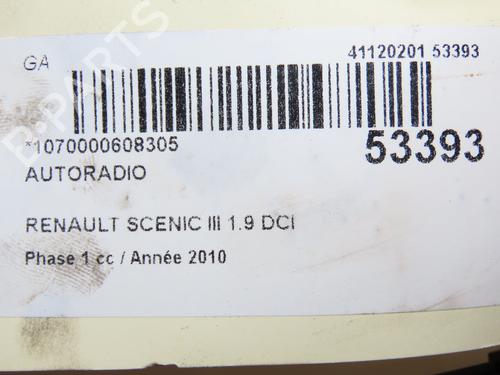 GA
41120201 53393
*1070000608305
53393
AUTORADIO
RENAULT SCENIC III 1.9 DCI
Phase 1 cc / Année 2010
B-PARTS